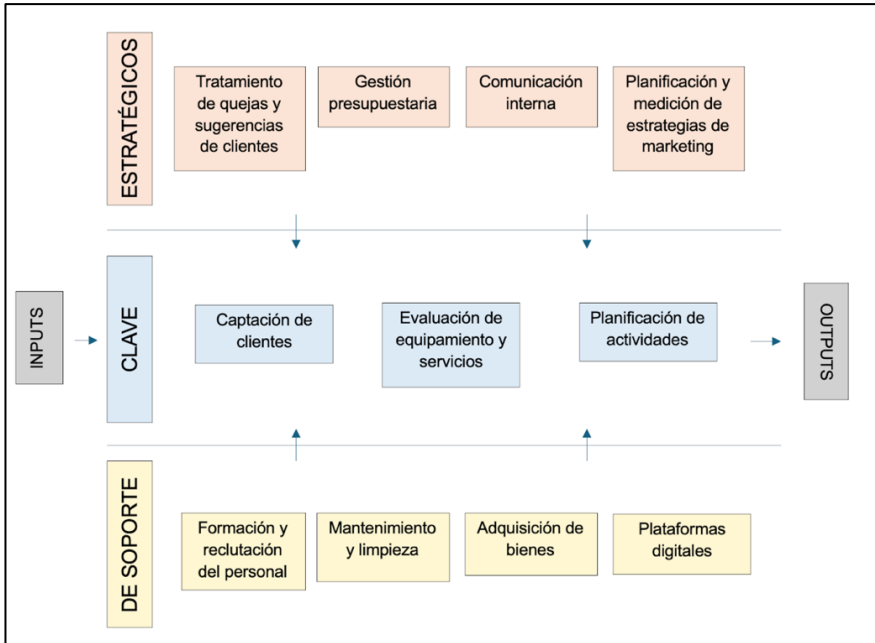 ESTRATÉGICOS
Tratamiento
de quejas y
sugerencias
de clientes
Gestión
presupuestaria
Comunicación
interna
Planificación y
medición de
estrategias de
marketing
INPUTS
CLAVE
Captación de
clientes
Evaluación de
equipamiento y
servicios
Planificación de
actividades
OUTPUTS
DE SOPORTE
Formación y
reclutación
del personal
Mantenimiento
y limpieza
Adquisición de
bienes
Plataformas
digitales